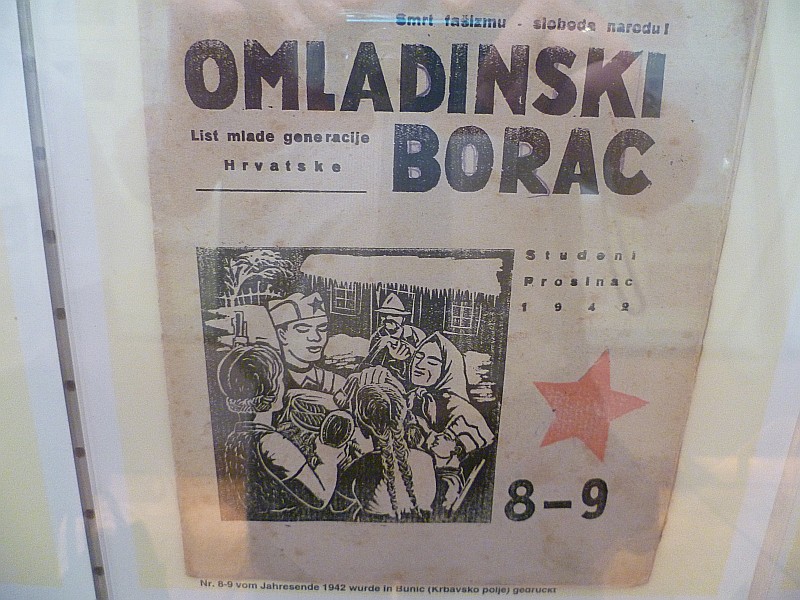 Smrt fašizmu - sloboda narodu!
OMLADINSKI
BORAC
List mlade generacije
Hrvatske
Studeni
Prosinac
1942
8-9
Nr. 8-9 vom Jahresende 1942 wurde in Bunic (Krbavsko polje) gedruckt